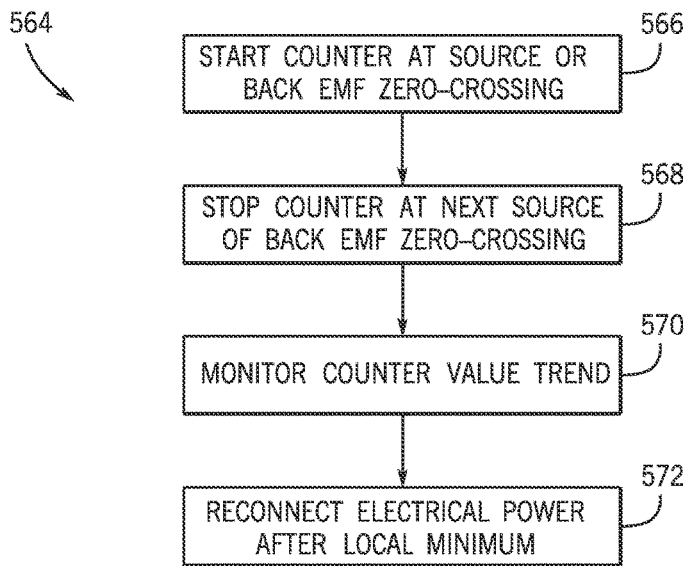 564
START COUNTER AT SOURCE OR
BACK EMF ZERO–CROSSING
566
STOP COUNTER AT NEXT SOURCE
OF BACK EMF ZERO–CROSSING
568
MONITOR COUNTER VALUE TREND
570
RECONNECT ELECTRICAL POWER
AFTER LOCAL MINIMUM
572